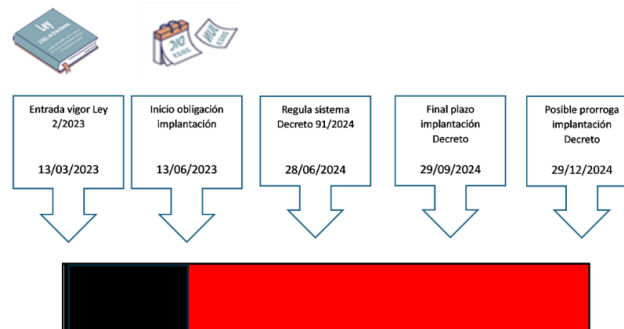 Ley
Entrada vigor Ley
2/2023
13/03/2023
Inicio obligación
implantación
13/06/2023
Regula sistema
Decreto 91/2024
28/06/2024
Final plazo
implantación
Decreto
29/09/2024
Posible prorroga
implantación
Decreto
29/12/2024